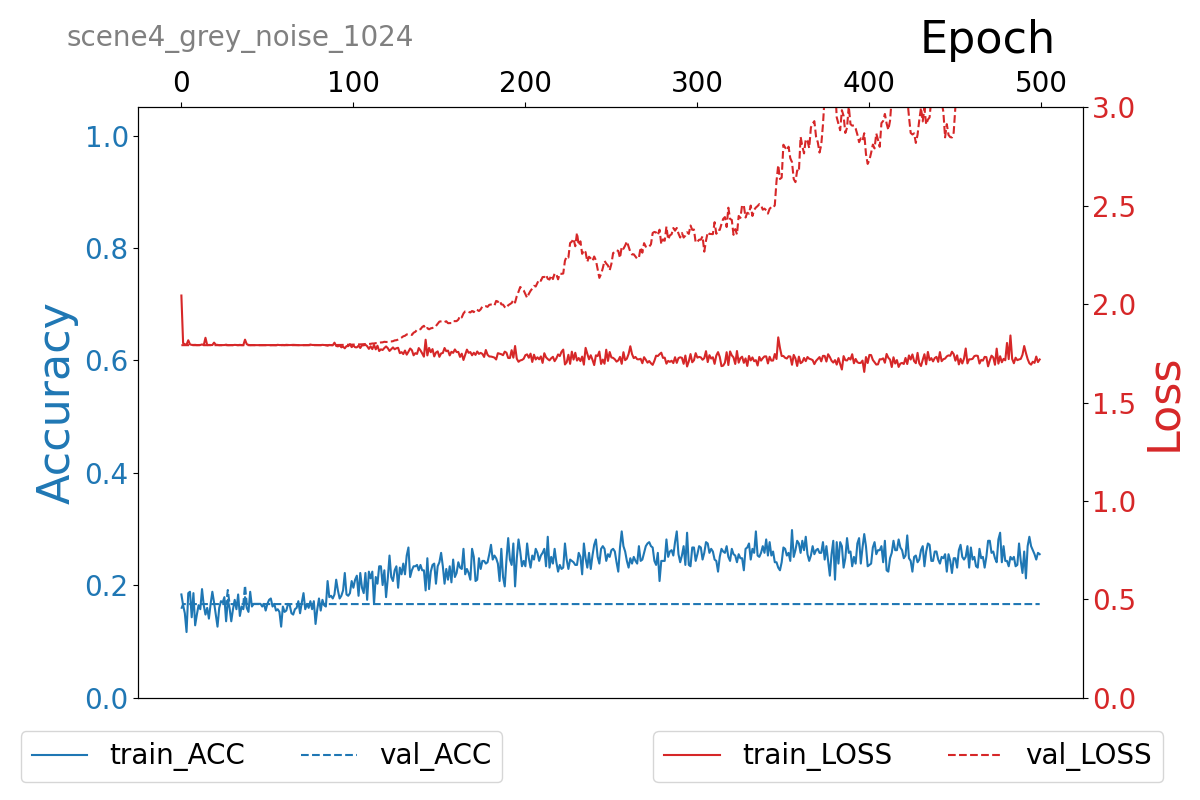 scene4_grey_noise_1024
Epoch
0 100 200 300 400 500
1.0 3.0
0.8 2.5
0.6 2.0
0.4 1.5
0.2 1.0
0.0 0.5
0.0
Accuracy
Loss
train_ACC val_ACC train_LOSS val_LOSS